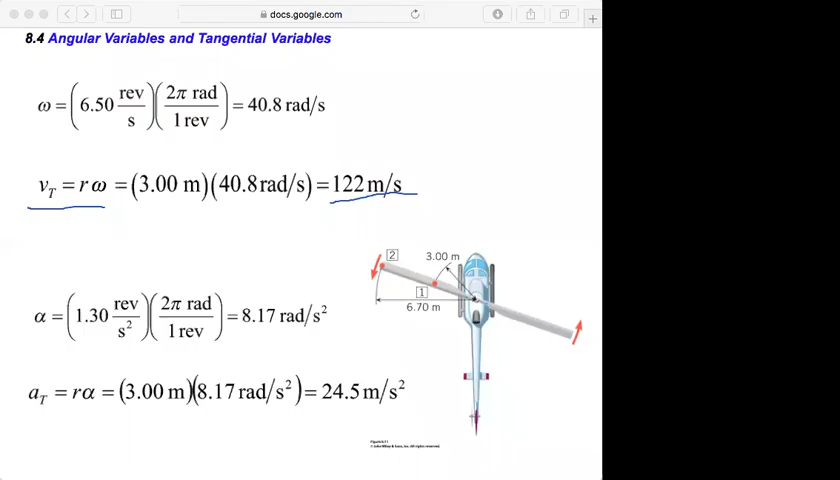 docs.google.com
8.4 Angular Variables and Tangential Variables
ω = (6.50 rev/s)(2π rad/1 rev) = 40.8 rad/s
v_T = rω = (3.00 m)(40.8 rad/s) = 122 m/s
2
3.00 m
1
6.70 m
α = (1.30 rev/s²)(2π rad/1 rev) = 8.17 rad/s²
a_T = rα = (3.00 m)(8.17 rad/s²) = 24.5 m/s²